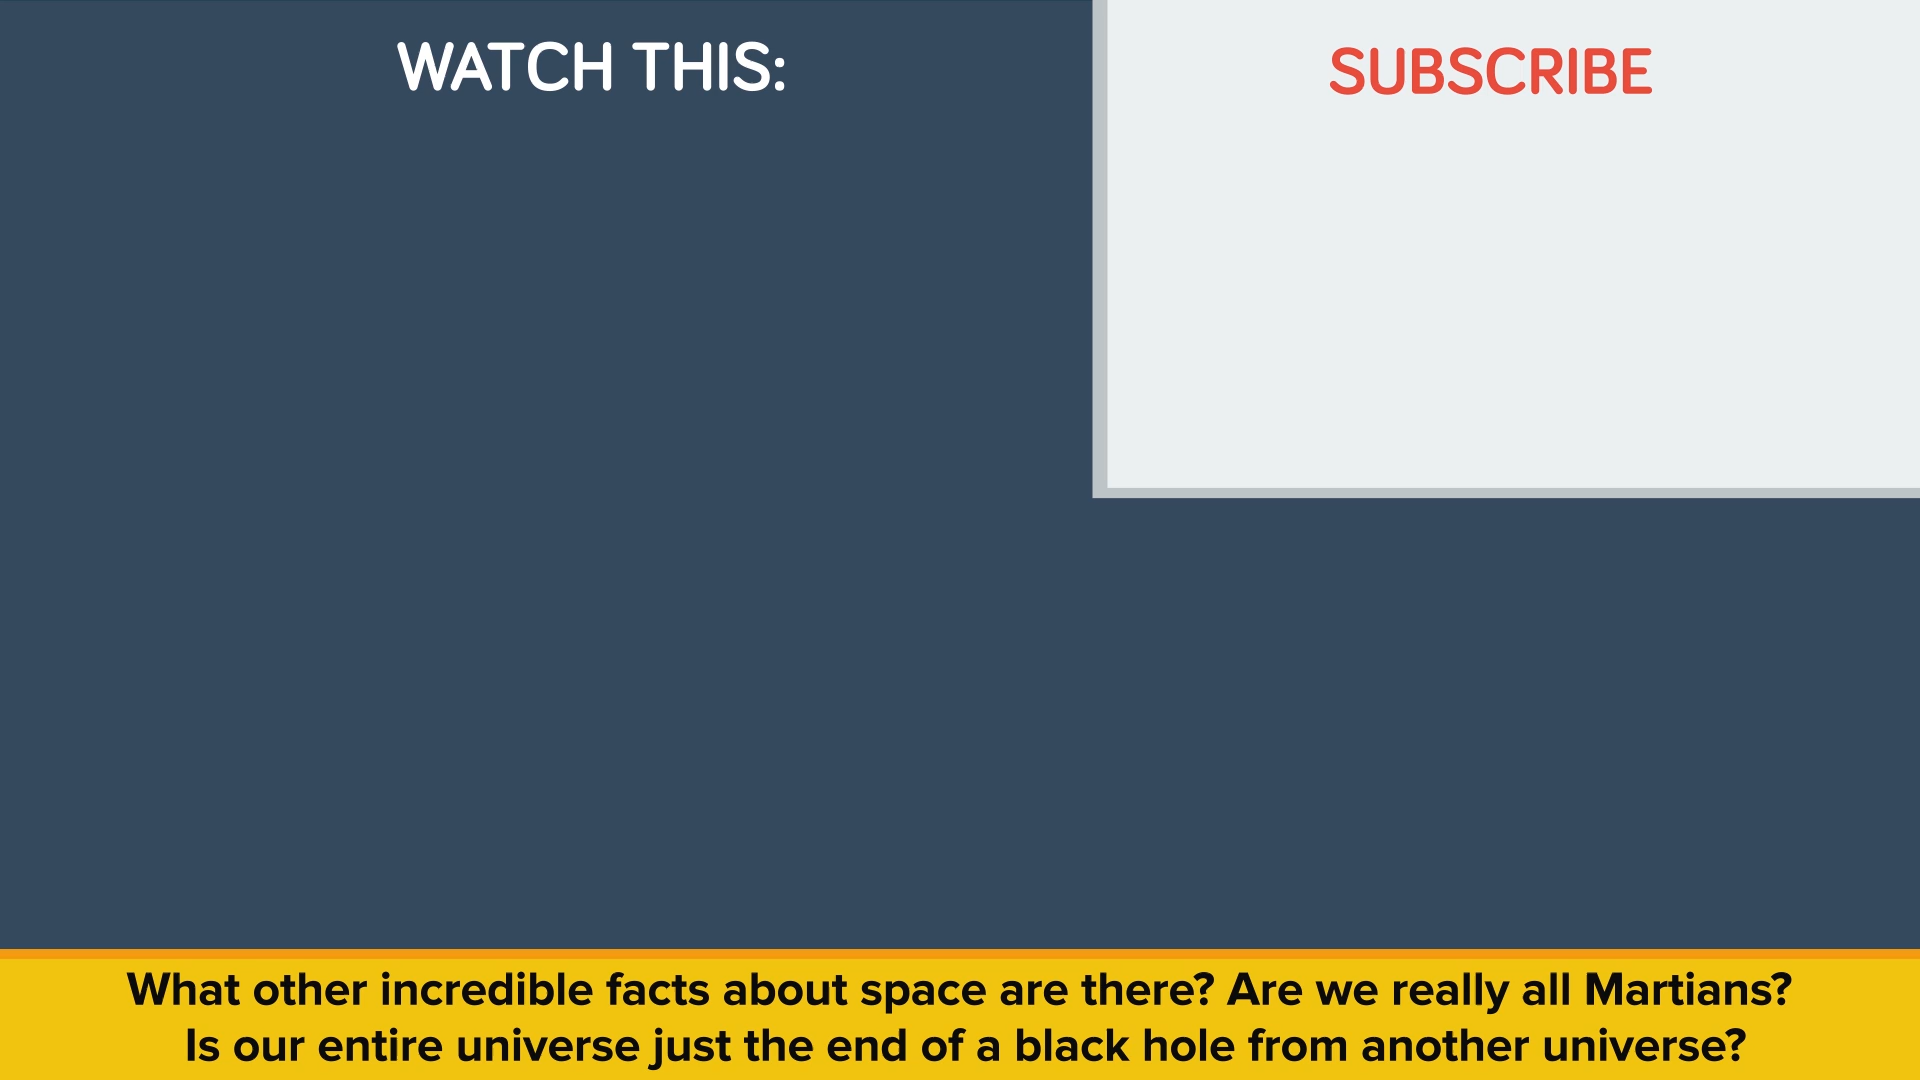 WATCH THIS:
SUBSCRIBE
What other incredible facts about space are there? Are we really all Martians?
Is our entire universe just the end of a black hole from another universe?